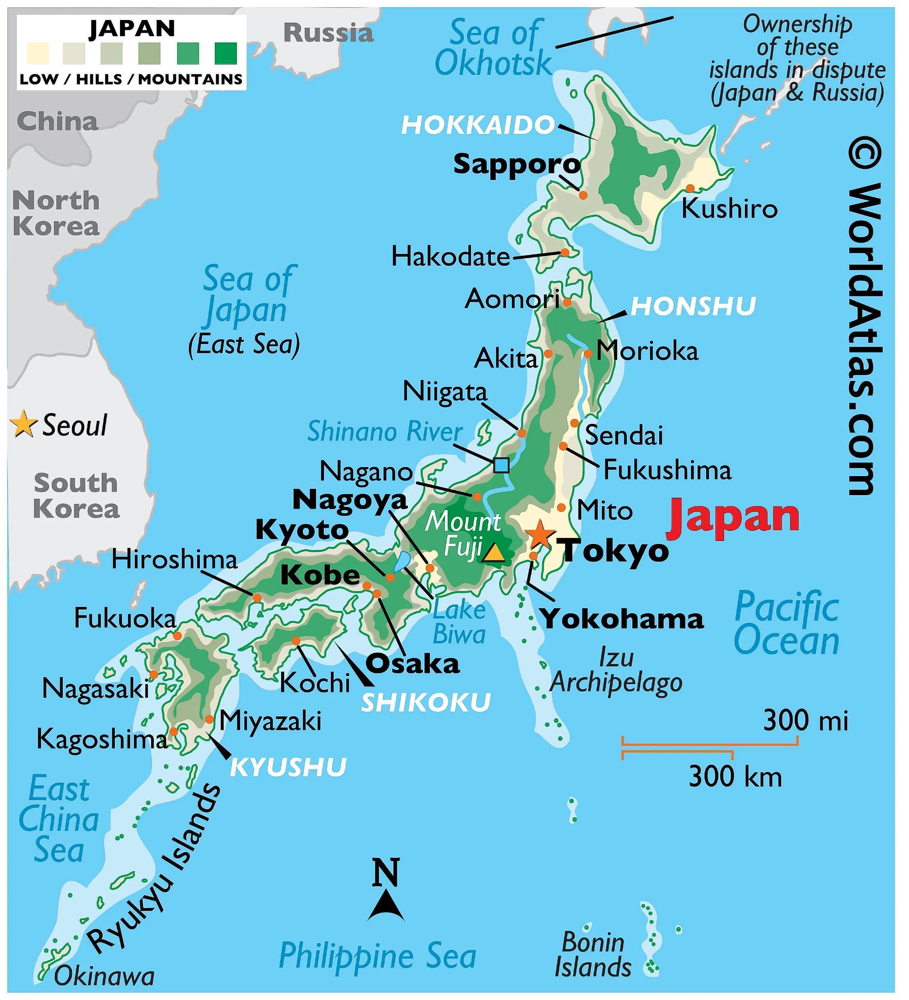 JAPAN
LOW / HILLS / MOUNTAINS
Russia
Sea of
Okhotsk
Ownership
of these
islands in dispute
(Japan & Russia)
China
HOKKAIDO
© WorldAtlas.com
Sapporo
North
Korea
Kushiro
Hakodate
Sea of
Japan
(East Sea)
Aomori
HONSHU
Akita
Morioka
Niigata
Seoul
Shinano River
Sendai
Nagano
Fukushima
South
Korea
Nagoya
Mito
Japan
Kyoto
Mount
Fuji
Tokyo
Hiroshima
Kobe
Fukuoka
Lake
Biwa
Yokohama
Pacific
Ocean
Osaka
Izu
Archipelago
Nagasaki
Kochi
SHIKOKU
Miyazaki
300 mi
Kagoshima
KYUSHU
300 km
East
China
Sea
Ryukyu Islands
N
Philippine Sea
Bonin
Islands
Okinawa